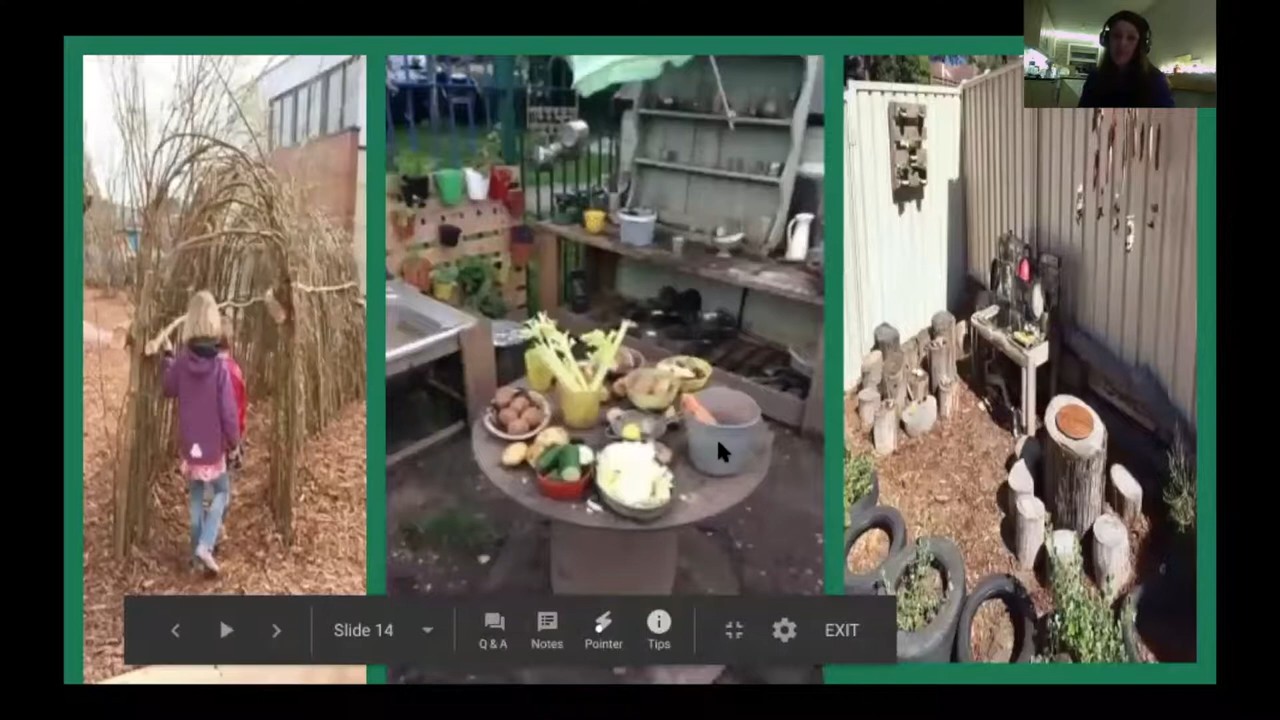 Slide 14
Q & A
Notes
Pointer
Tips
EXIT